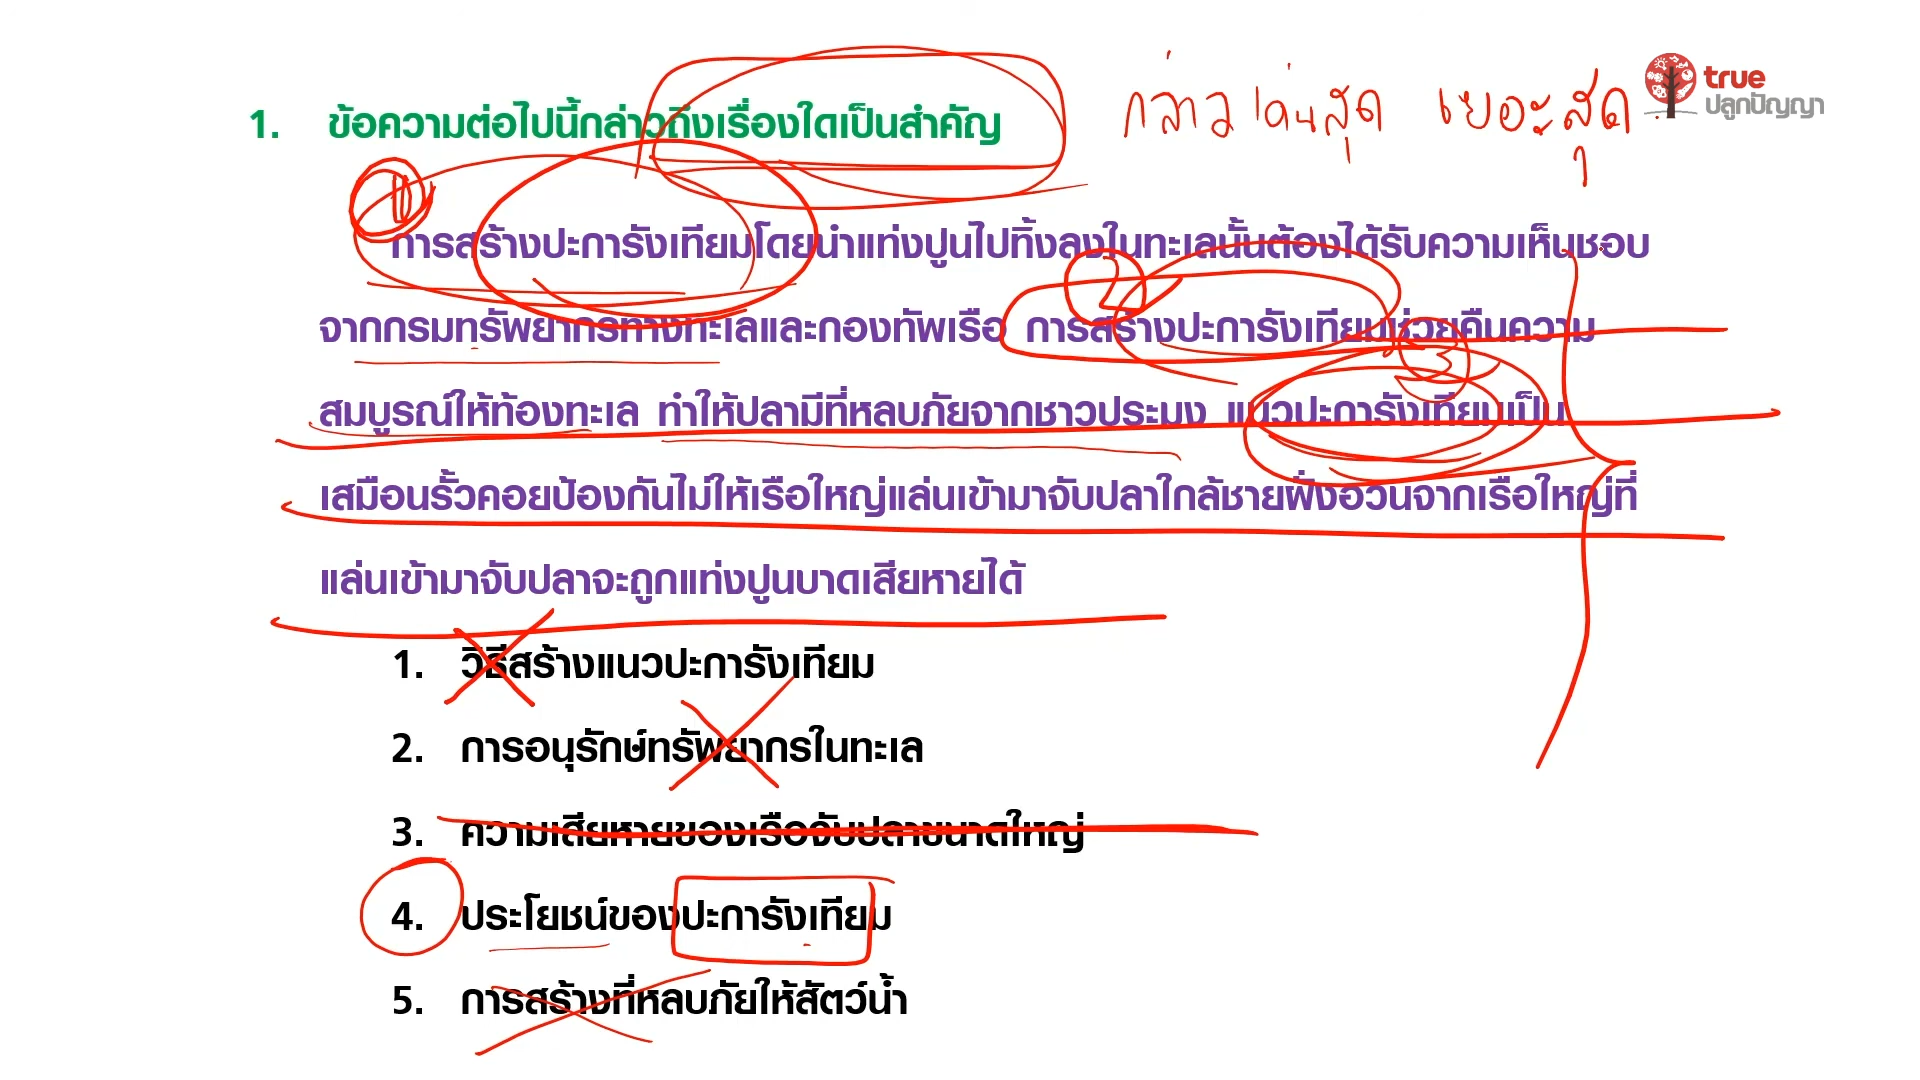 กล่าวเด่นสุด เยอะสุด
true
ปลูกปัญญา
1. ข้อความต่อไปนี้กล่าวถึงเรื่องใดเป็นสำคัญ
1
การสร้างปะการังเทียมโดยนำแท่งปูนไปทิ้งลงในทะเลนั้นต้องได้รับความเห็นชอบ
2
จากกรมทรัพยากรทางทะเลและกองทัพเรือ การสร้างปะการังเทียมช่วยคืนความ
3
สมบูรณ์ให้ท้องทะเล ทำให้ปลามีที่หลบภัยจากชาวประมง แนวปะการังเทียมเป็น
เสมือนรั้วคอยป้องกันไม่ให้เรือใหญ่แล่นเข้ามาจับปลาใกล้ชายฝั่งอวนจากเรือใหญ่ที่
แล่นเข้ามาจับปลาจะถูกแท่งปูนบาดเสียหายได้
1. วิธีสร้างแนวปะการังเทียม
2. การอนุรักษ์ทรัพยากรในทะเล
3. ความเสียหายของเรือจับปลาขนาดใหญ่
4. ประโยชน์ของปะการังเทียม
5. การสร้างที่หลบภัยให้สัตว์น้ำ